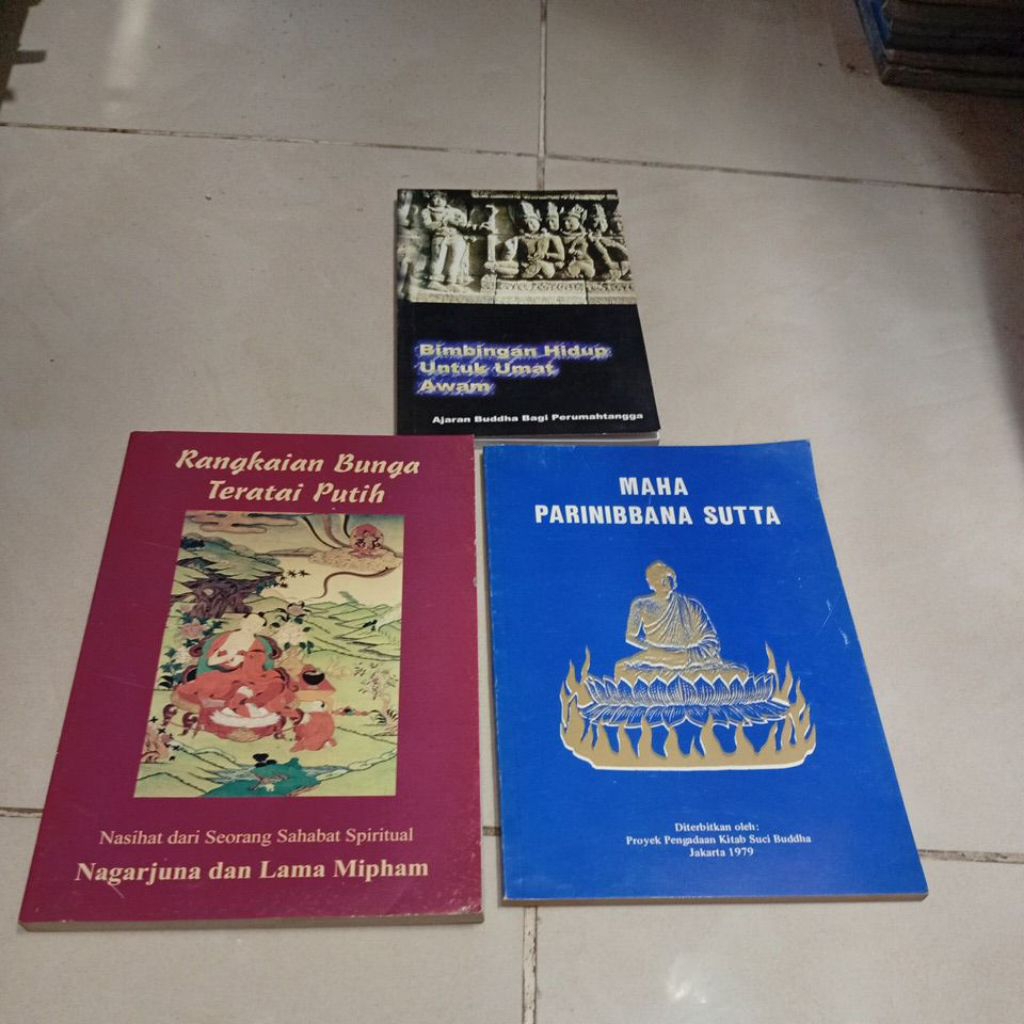 Bimbingan Hidup
Untuk Umat
Awam
Ajaran Buddha Bagi Perumahtangga
Rangkaian Bunga
Teratai Putih
Nasihat dari Seorang Sahabat Spiritual
Nagarjuna dan Lama Mipham
MAHA
PARINIBBANA SUTTA
Diterbitkan oleh:
Proyek Pengadaan Kitab Suci Buddha
Jakarta 1979